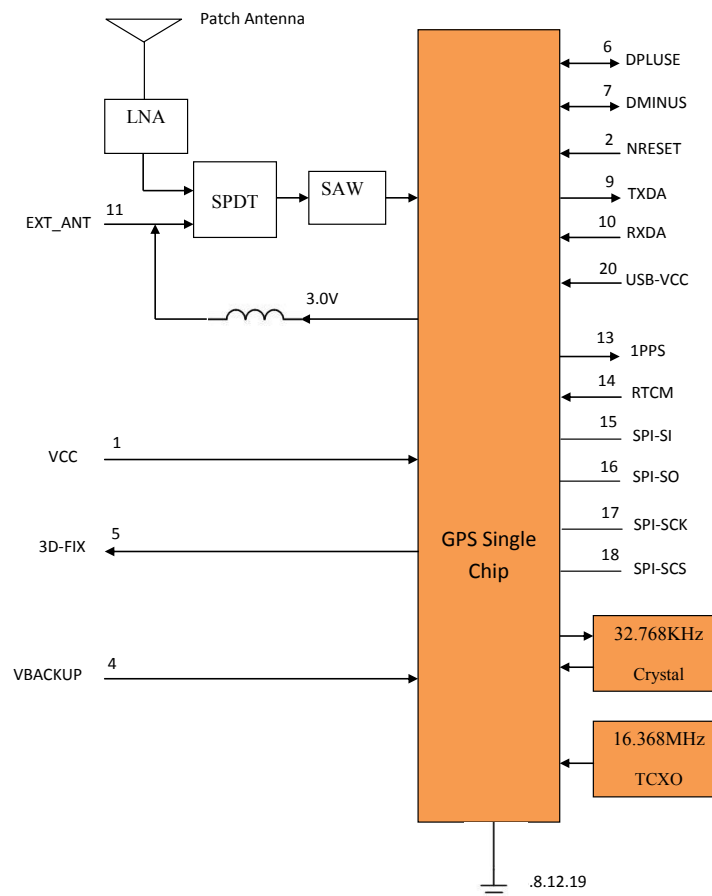 Patch Antenna
LNA
SPDT
SAW
EXT_ANT
11
3.0V
VCC
1
3D-FIX
5
VBACKUP
4
GPS Single
Chip
6
DPLUSE
7
DMINUS
2
NRESET
9
TXDA
10
RXDA
20
USB-VCC
13
1PPS
14
RTCM
15
SPI-SI
16
SPI-SO
17
SPI-SCK
18
SPI-SCS
32.768KHz
Crystal
16.368MHz
TCXO
.8.12.19